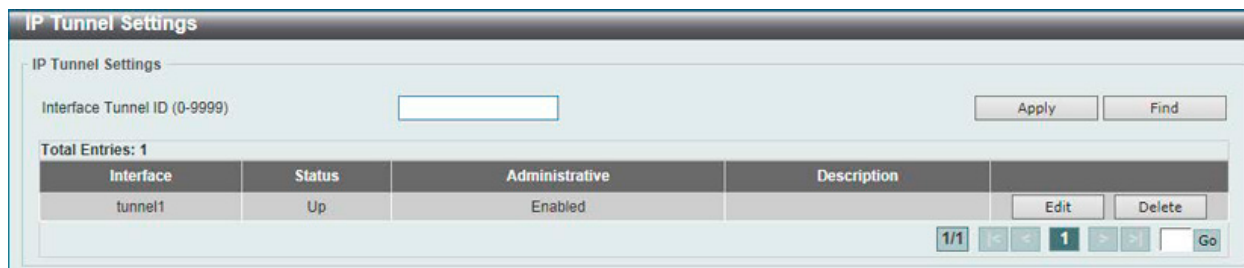 IP Tunnel Settings
IP Tunnel Settings
Interface Tunnel ID (0-9999) Apply Find
Total Entries: 1
Interface Status Administrative Description
tunnel1 Up Enabled Edit Delete
1/1 |< < 1 > >| Go